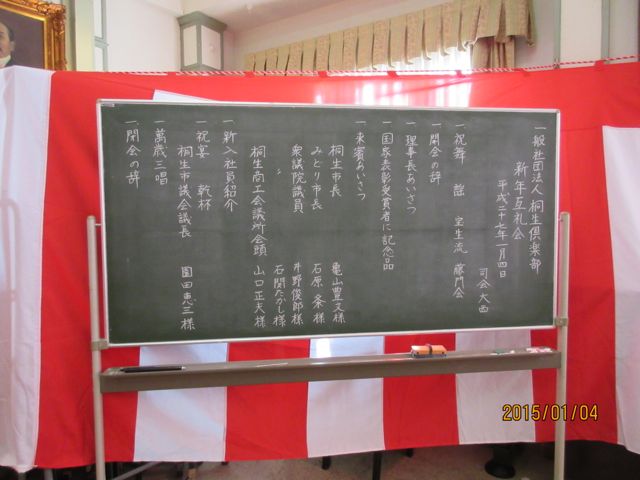 一般社団法人 桐生倶楽部
新年互礼会
平成二十七年一月四日
司会 大西
一 祝舞 謡 宝生流 藤門会
一 開会の辞
一 理事長あいさつ
一 国家表彰受賞者に記念品
一 来賓あいさつ
桐生市長 亀山豊文様
みどり市長 石原 条様
衆議院議員 井野俊郎様
〃 石関たかし様
桐生商工会議所会頭 山口正夫様
一 新入社員紹介
一 祝宴 乾杯
桐生市議会議長 園田恵三様
一 萬歳三唱
一 閉会の辞
2015/01/04